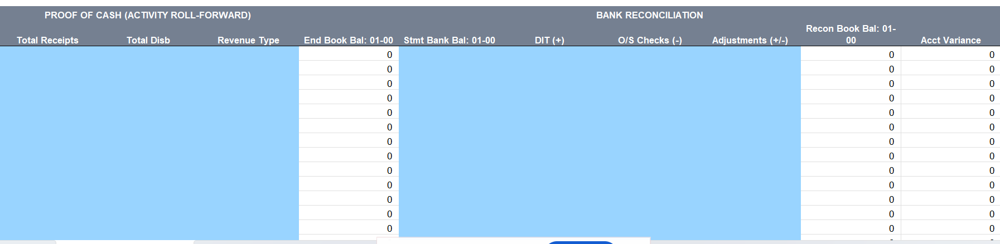 PROOF OF CASH (ACTIVITY ROLL-FORWARD) BANK RECONCILIATION
Total Receipts Total Disb Revenue Type End Book Bal: 01-00 Stmt Bank Bal: 01-00 DIT (+) O/S Checks (-) Adjustments (+/-) Recon Book Bal: 01-
00 Acct Variance
0 0 0
0 0 0
0 0 0
0 0 0
0 0 0
0 0 0
0 0 0
0 0 0
0 0 0
0 0 0
0 0 0
0 0 0
0 0 0